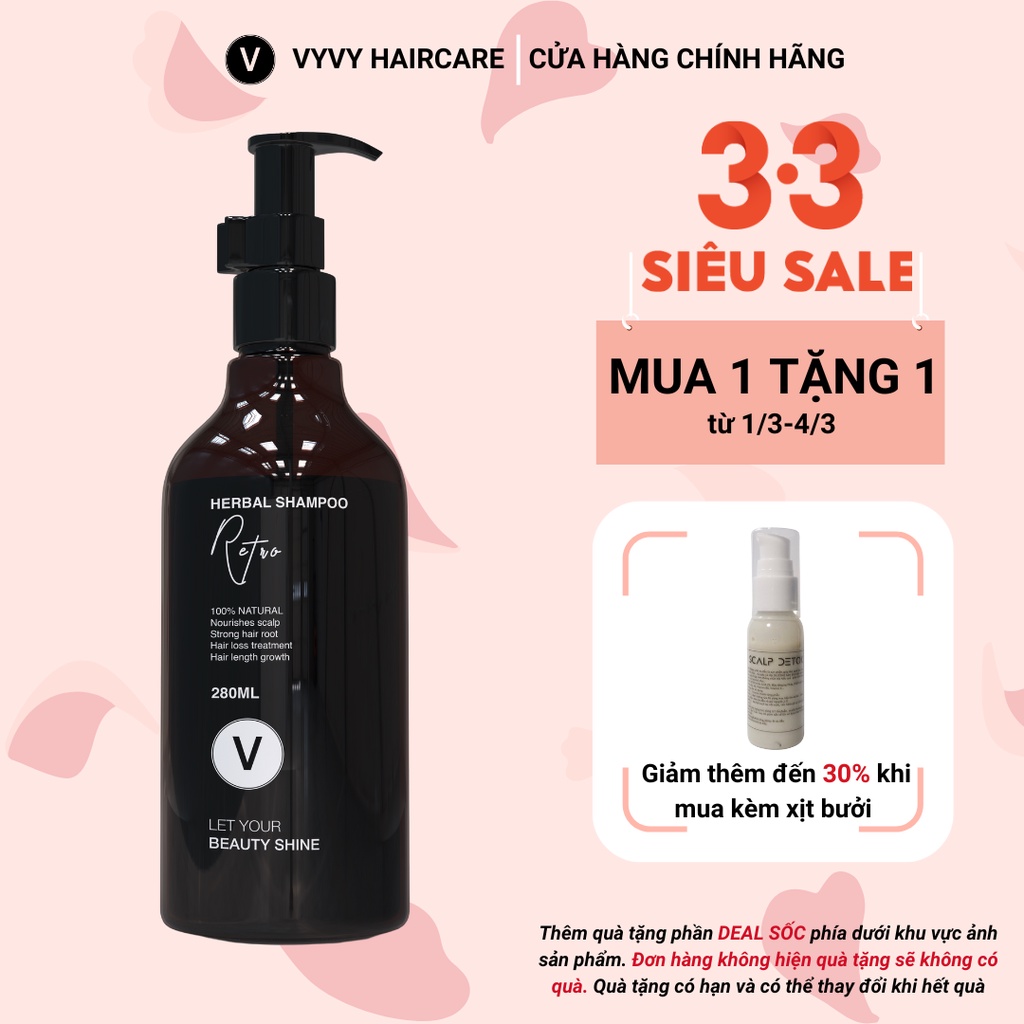 V VYVY HAIRCARE | CỬA HÀNG CHÍNH HÃNG
3.3
SIÊU SALE
MUA 1 TẶNG 1
từ 1/3-4/3
HERBAL SHAMPOO
Retro
100% NATURAL
Nourishes scalp
Strong hair root
Hair loss treatment
Hair length growth
280ML
V
LET YOUR
BEAUTY SHINE
SCALP DETOX
Giảm thêm đến 30% khi
mua kèm xịt bưởi
Thêm quà tặng phần DEAL SỐC phía dưới khu vực ảnh
sản phẩm. Đơn hàng không hiện quà tặng sẽ không có
quà. Quà tặng có hạn và có thể thay đổi khi hết quà